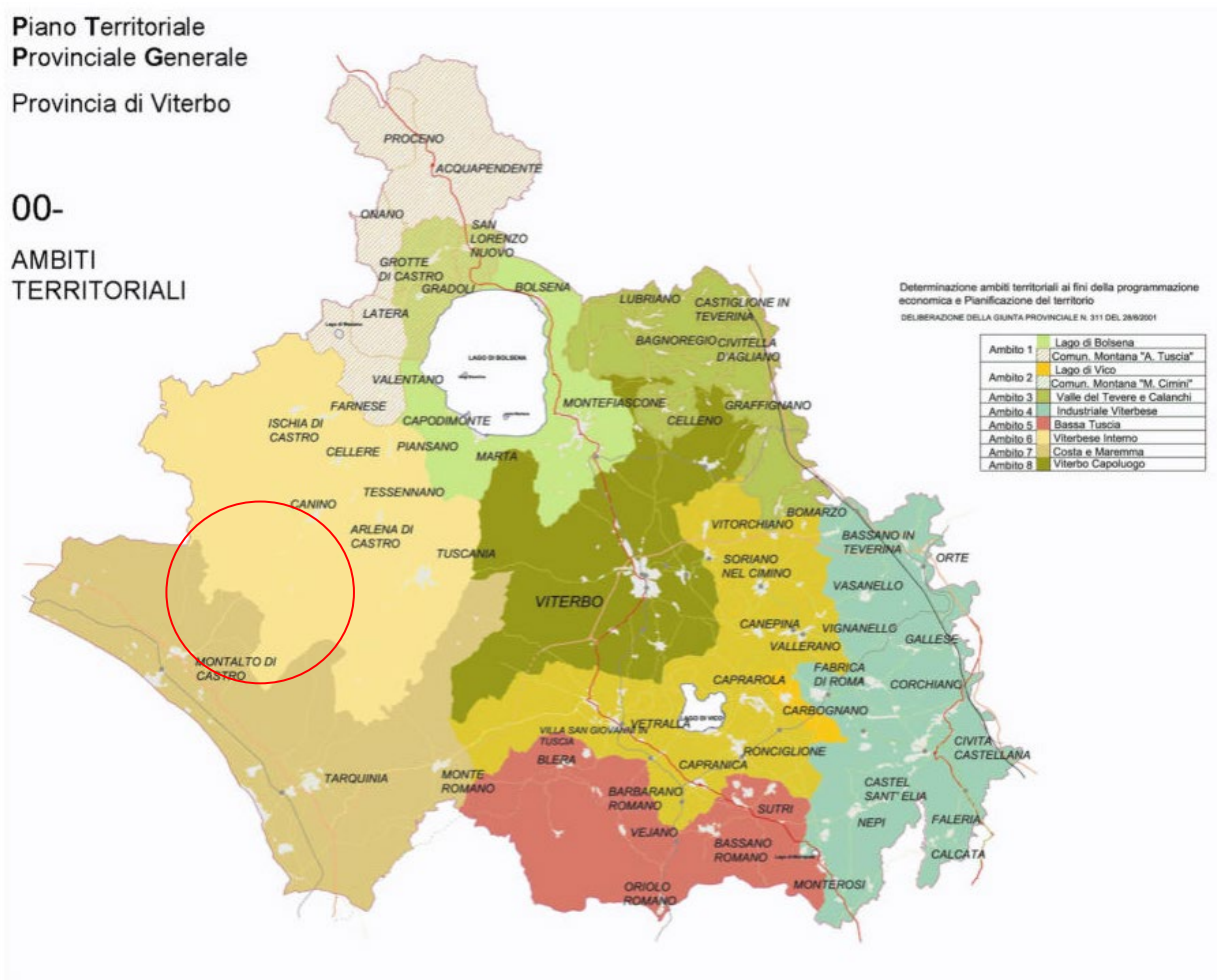 Piano Territoriale
Provinciale Generale
Provincia di Viterbo
00-
AMBITI
TERRITORIALI
PROCENO
ACQUAPENDENTE
ONANO
SAN
LORENZO
NUOVO
GROTTE
DI CASTRO
GRADOLI
BOLSENA
LATERA
LUBRIANO
CASTIGLIONE IN
TEVERINA
BAGNOREGIO
CIVITELLA
D'AGLIANO
LAGO DI BOLSENA
VALENTANO
FARNESE
CAPODIMONTE
MONTEFIASCONE
GRAFFIGNANO
CELLENO
ISCHIA DI
CASTRO
CELLERE
PIANSANO
MARTA
TESSENNANO
CANINO
ARLENA DI
CASTRO
TUSCANIA
VITORCHIANO
BOMARZO
BASSANO IN
TEVERINA
ORTE
SORIANO
NEL CIMINO
VASANELLO
VITERBO
CANEPINA
VIGNANELLO
VALLERANO
GALLESE
MONTALTO DI
CASTRO
FABRICA
DI ROMA
CAPRAROLA
CORCHIANO
CARBOGNANO
LAGO DI VICO
VETRALLA
VILLA SAN GIOVANNI IN
TUSCIA
RONCIGLIONE
CIVITA
CASTELLANA
BLERA
CAPRANICA
TARQUINIA
MONTE
ROMANO
BARBARANO
ROMANO
SUTRI
CASTEL
SANT' ELIA
NEPI
FALERIA
VEJANO
BASSANO
ROMANO
CALCATA
ORIOLO
ROMANO
MONTEROSI
Determinazione ambiti territoriali ai fini della programmazione
economica e Pianificazione del territorio
DELIBERAZIONE DELLA GIUNTA PROVINCIALE N. 311 DEL 28/8/2001
Ambito 1 Lago di Bolsena
Comun. Montana "A. Tuscia"
Ambito 2 Lago di Vico
Comun. Montana "M. Cimini"
Ambito 3 Valle del Tevere e Calanchi
Ambito 4 Industriale Viterbese
Ambito 5 Bassa Tuscia
Ambito 6 Viterbese Interno
Ambito 7 Costa e Maremma
Ambito 8 Viterbo Capoluogo